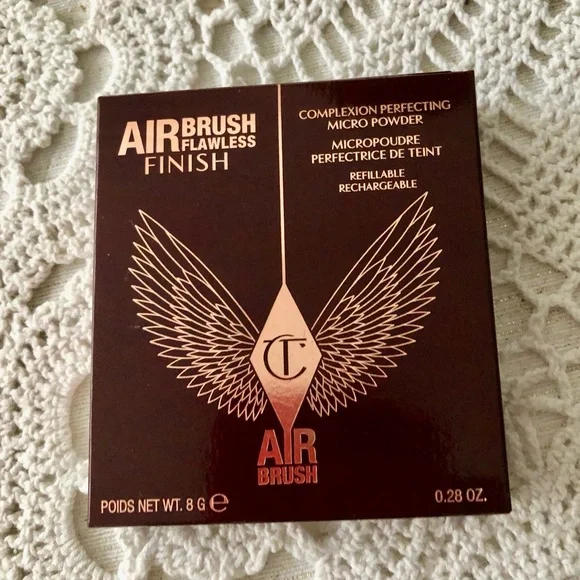 AIRBRUSH
FLAWLESS
FINISH
COMPLEXION PERFECTING
MICRO POWDER
MICROPOUDRE
PERFECTRICE DE TEINT
REFILLABLE
RECHARGEABLE
CT
AIR
BRUSH
POIDS NET WT. 8 G ℮
0.28 OZ.